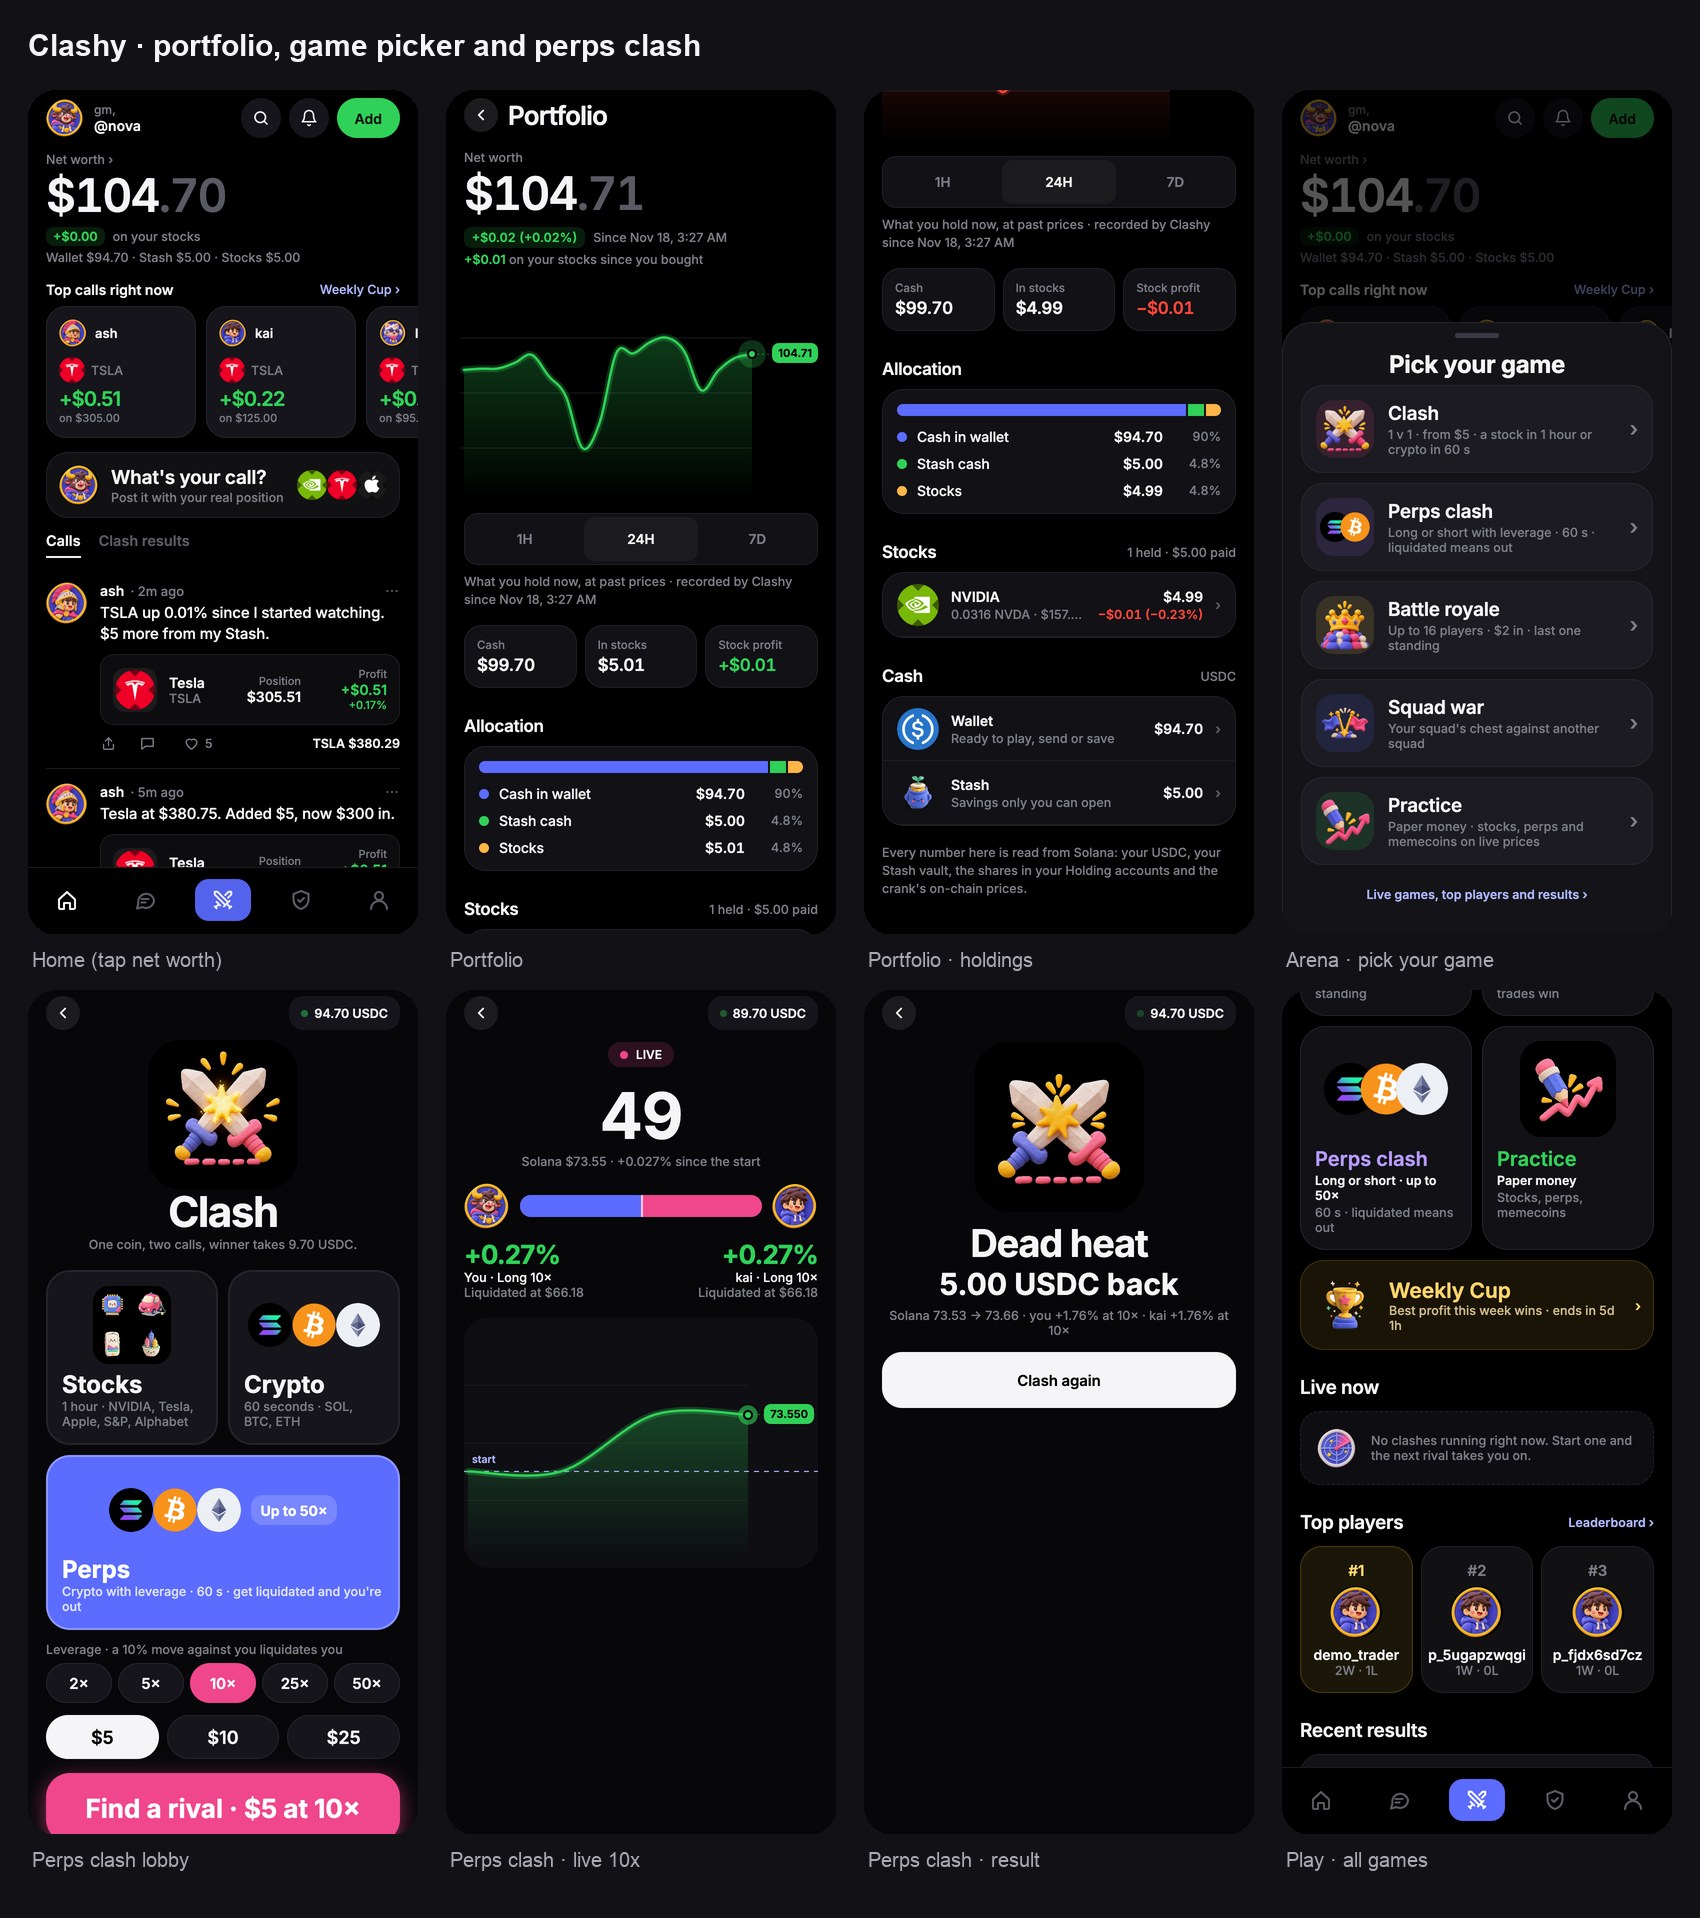 Clashy · portfolio, game picker and perps clash
gm,
@nova
Add
Net worth ›
$104.70
+$0.00 on your stocks
Wallet $94.70 · Stash $5.00 · Stocks $5.00
Top calls right now
Weekly Cup ›
ash
TSLA
+$0.51
on $305.00
kai
TSLA
+$0.22
on $125.00
+$0.
on $95.
What's your call?
Post it with your real position
Calls
Clash results
ash · 2m ago
TSLA up 0.01% since I started watching.
$5 more from my Stash.
Tesla
TSLA
Position
$305.51
Profit
+$0.51
+0.17%
5
TSLA $380.29
ash · 5m ago
Tesla at $380.75. Added $5, now $300 in.
Tesla
Position
Profit
Home (tap net worth)
Portfolio
Net worth
$104.71
+$0.02 (+0.02%) Since Nov 18, 3:27 AM
+$0.01 on your stocks since you bought
104.71
1H
24H
7D
What you hold now, at past prices · recorded by Clashy
since Nov 18, 3:27 AM
Cash
$99.70
In stocks
$5.01
Stock profit
+$0.01
Allocation
Cash in wallet $94.70 90%
Stash cash $5.00 4.8%
Stocks $5.01 4.8%
Stocks
1 held · $5.00 paid
Portfolio
1H
24H
7D
What you hold now, at past prices · recorded by Clashy
since Nov 18, 3:27 AM
Cash
$99.70
In stocks
$4.99
Stock profit
−$0.01
Allocation
Cash in wallet $94.70 90%
Stash cash $5.00 4.8%
Stocks $4.99 4.8%
Stocks
1 held · $5.00 paid
NVIDIA
$4.99
0.0316 NVDA · $157....
−$0.01 (−0.23%)
Cash
USDC
Wallet
Ready to play, send or save
$94.70
Stash
Savings only you can open
$5.00
Every number here is read from Solana: your USDC, your
Stash vault, the shares in your Holding accounts and the
crank's on-chain prices.
Portfolio · holdings
gm,
@nova
Add
Net worth ›
$104.70
+$0.00 on your stocks
Wallet $94.70 · Stash $5.00 · Stocks $5.00
Top calls right now
Weekly Cup ›
Pick your game
Clash
1 v 1 · from $5 · a stock in 1 hour or
crypto in 60 s
Perps clash
Long or short with leverage · 60 s ·
liquidated means out
Battle royale
Up to 16 players · $2 in · last one
standing
Squad war
Your squad's chest against another
squad
Practice
Paper money · stocks, perps and
memecoins on live prices
Live games, top players and results ›
Arena · pick your game
94.70 USDC
Clash
One coin, two calls, winner takes 9.70 USDC.
Stocks
1 hour · NVIDIA, Tesla,
Apple, S&P, Alphabet
Crypto
60 seconds · SOL,
BTC, ETH
Up to 50×
Perps
Crypto with leverage · 60 s · get liquidated and you're
out
Leverage · a 10% move against you liquidates you
2×
5×
10×
25×
50×
$5
$10
$25
Find a rival · $5 at 10×
Perps clash lobby
89.70 USDC
LIVE
49
Solana $73.55 · +0.027% since the start
+0.27%
You · Long 10×
Liquidated at $66.18
+0.27%
kai · Long 10×
Liquidated at $66.18
73.550
start
Perps clash · live 10x
94.70 USDC
Dead heat
5.00 USDC back
Solana 73.53 → 73.66 · you +1.76% at 10× · kai +1.76% at
10×
Clash again
Perps clash · result
standing
trades win
Perps clash
Long or short · up to
50×
60 s · liquidated means
out
Practice
Paper money
Stocks, perps,
memecoins
Weekly Cup
Best profit this week wins · ends in 5d
1h
Live now
No clashes running right now. Start one and
the next rival takes you on.
Top players
Leaderboard ›
#1
demo_trader
2W · 1L
#2
p_5ugapzwqgi
1W · 0L
#3
p_fjdx6sd7cz
1W · 0L
Recent results
Play · all games